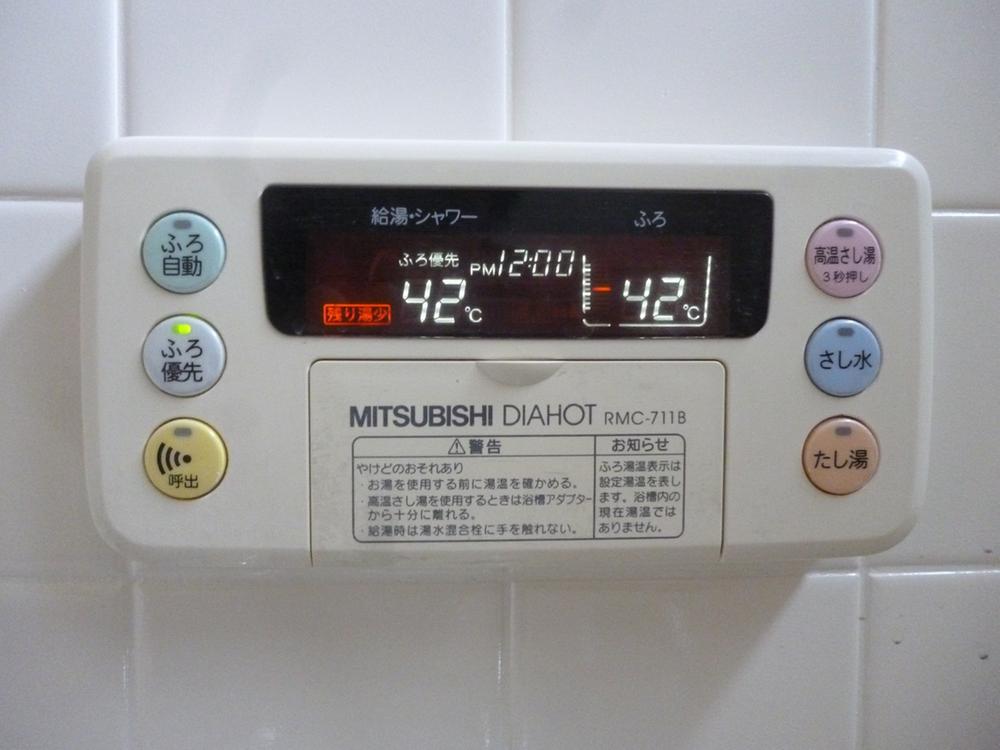 給湯・シャワー ふろ
ふろ優先 PM12:00
残り湯少 42℃ 42℃
ふろ
自動
ふろ
優先
呼出
高温さし湯
3秒押し
さし水
たし湯
MITSUBISHI DIAHOT RMC-711B
⚠警告
やけどのおそれあり
・お湯を使用する前に湯温を確かめる。
・高温さし湯を使用するときは浴槽アダプター
から十分に離れる。
・給湯時は湯水混合栓に手を触れない。
お知らせ
ふろ湯温表示は
設定湯温を表し
ます。浴槽内の
現在湯温では
ありません。